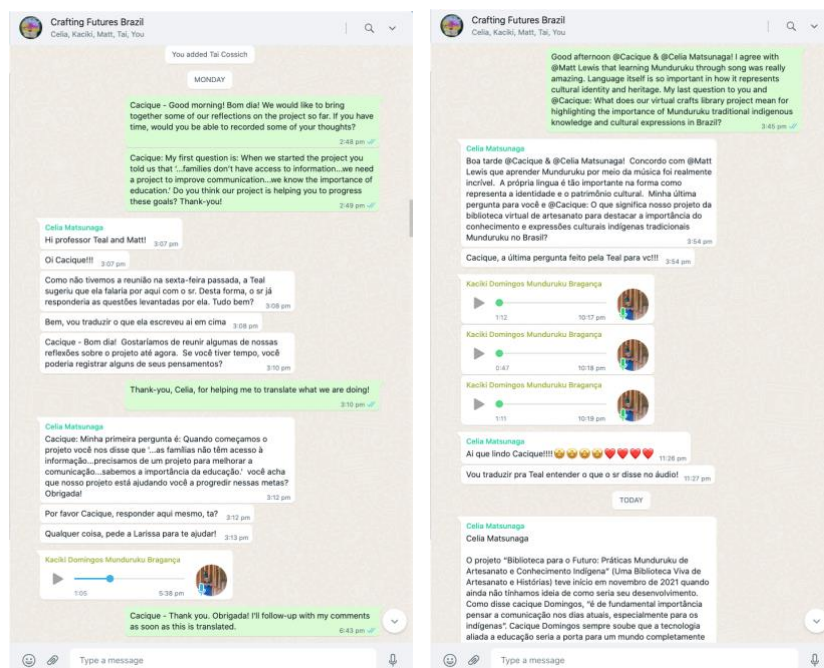 Crafting Futures Brazil
Celia, Kaciki, Matt, Tai, You
You added Tai Cossich
MONDAY
Cacique - Good morning! Bom dia! We would like to bring
together some of our reflections on the project so far. If you
have time, would you be able to recorded some of your thoughts?
2:48 pm
Cacique: My first question is: When we started the project you
told us that '...families don't have access to information...we need
a project to improve communication...we know the importance of
education.' Do you think our project is helping you to progress
these goals? Thank-you!
2:49 pm
Celia Matsunaga
Hi professor Teal and Matt! 3:07 pm
Oi Cacique!!! 3:07 pm
Como não tivemos a reunião na sexta-feira passada, a Teal
sugeriu que ela falaria por aqui com o sr. Desta forma, o sr já
responderia as questões levantadas por ela. Tudo bem?
3:08 pm
Bem, vou traduzir o que ela escreveu ai em cima 3:08 pm
Cacique - Bom dia! Gostaríamos de reunir algumas de nossas
reflexões sobre o projeto até agora. Se você tiver tempo, você
poderia registrar alguns de seus pensamentos?
3:10 pm
Thank-you, Celia, for helping me to translate what we are doing!
3:10 pm
Celia Matsunaga
Cacique: Minha primeira pergunta é: Quando começamos o
projeto você nos disse que '...as famílias não têm acesso à
informação...precisamos de um projeto para melhorar a
comunicação...sabemos a importância da educação.' você acha
que nosso projeto está ajudando você a progredir nessas metas?
Obrigada!
3:12 pm
Por favor Cacique, responder aqui mesmo, ta? 3:12 pm
Qualquer coisa, pede a Larissa para te ajudar! 3:13 pm
Kaciki Domingos Munduruku Bragança
1:05 5:38 pm
Cacique - Thank you. Obrigada! I'll follow-up with my comments
as soon as this is translated.
6:43 pm
Type a message
Crafting Futures Brazil
Celia, Kaciki, Matt, Tai, You
Good afternoon @Cacique & @Celia Matsunaga! I agree with
@Matt Lewis that learning Munduruku through song was really
amazing. Language itself is so important in how it represents
cultural identity and heritage. My last question to you and
@Cacique: What does our virtual crafts library project mean for
highlighting the importance of Munduruku traditional indigenous
knowledge and cultural expressions in Brazil?
3:45 pm
Celia Matsunaga
Boa tarde @Cacique & @Celia Matsunaga! Concordo com @Matt
Lewis que aprender Munduruku por meio da música foi realmente
incrível. A própria língua é tão importante na forma como
representa a identidade e o patrimônio cultural. Minha última
pergunta para você e @Cacique: O que significa nosso projeto da
biblioteca virtual de artesanato para destacar a importância do
conhecimento e expressões culturais indígenas tradicionais
Munduruku no Brasil?
3:54 pm
Cacique, a última pergunta feito pela Teal para vc!!! 3:54 pm
Kaciki Domingos Munduruku Bragança
1:12 10:17 pm
Kaciki Domingos Munduruku Bragança
0:47 10:18 pm
Kaciki Domingos Munduruku Bragança
1:11 10:19 pm
Celia Matsunaga
Ai que lindo Cacique!!!!🤩🤩🤩🤩❤️❤️❤️❤️ 11:26 pm
Vou traduzir pra Teal entender o que o sr disse no áudio! 11:27 pm
TODAY
Celia Matsunaga
Celia Matsunaga
O projeto "Biblioteca para o Futuro: Práticas Munduruku de
Artesanato e Conhecimento Indígena" (Uma Biblioteca Viva de
Artesanato e Histórias) teve início em novembro de 2021 quando
ainda não tínhamos ideia de como seria seu desenvolvimento.
Como disse cacique Domingos, "é de fundamental importância
pensar a comunicação nos dias atuais, especialmente para os
indígenas". Cacique Domingos sempre soube que a tecnologia
aliada a educação seria a porta para um mundo completamente
Type a message